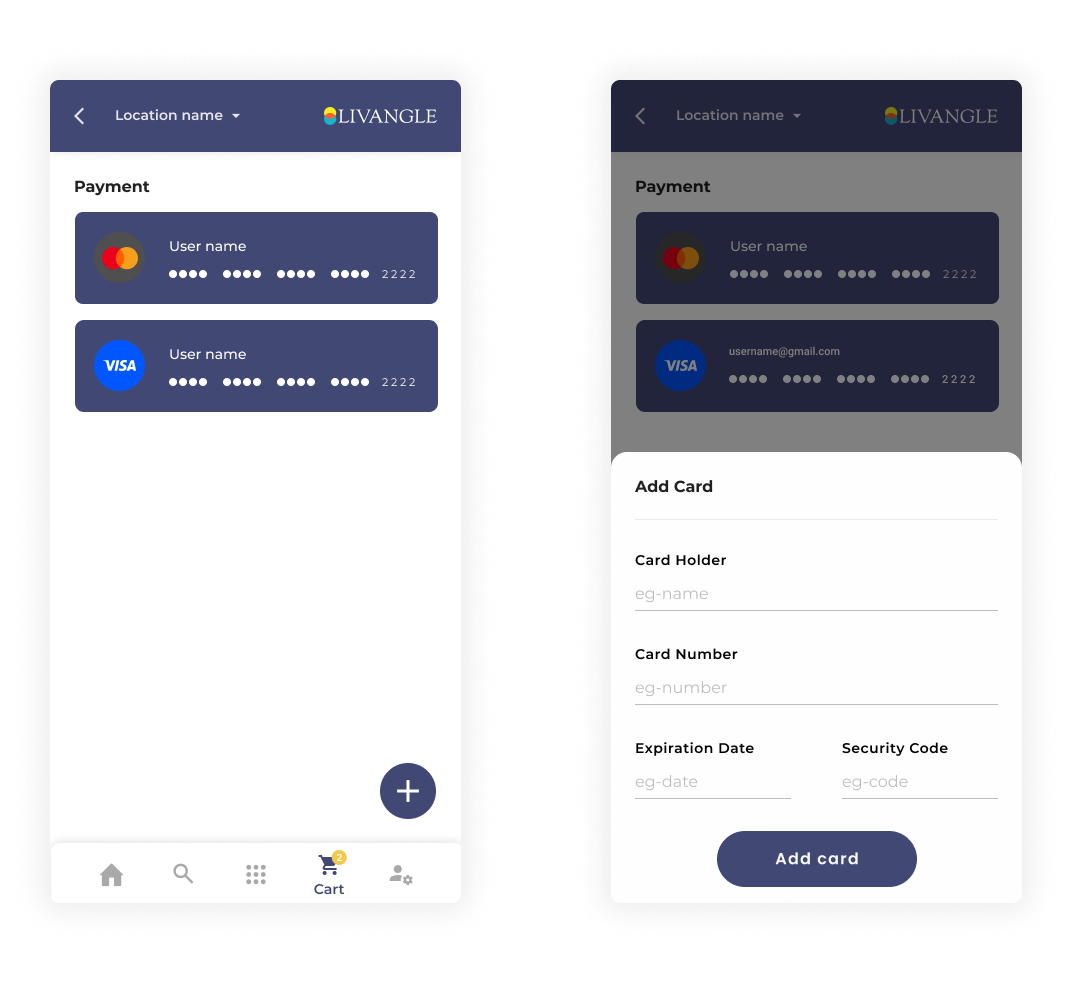 Location name
LIVANGLE
Payment
User name
2222
VISA
User name
2222
2
Cart
Location name
LIVANGLE
Payment
User name
2222
VISA
username@gmail.com
2222
Add Card
Card Holder
eg-name
Card Number
eg-number
Expiration Date Security Code
eg-date eg-code
Add card